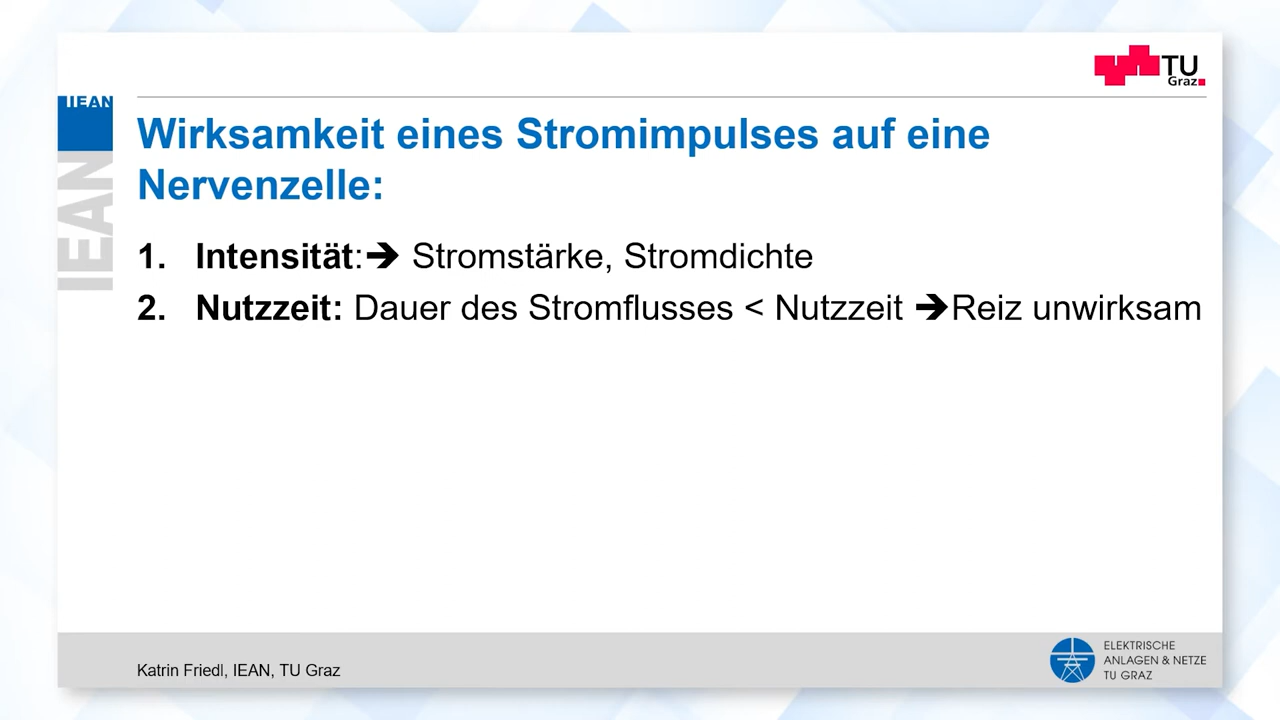 TU
Graz
IEAN
IEAN
Wirksamkeit eines Stromimpulses auf eine
Nervenzelle:
1. Intensität:➔ Stromstärke, Stromdichte
2. Nutzzeit: Dauer des Stromflusses < Nutzzeit ➔Reiz unwirksam
Katrin Friedl, IEAN, TU Graz
ELEKTRISCHE
ANLAGEN & NETZE
TU GRAZ